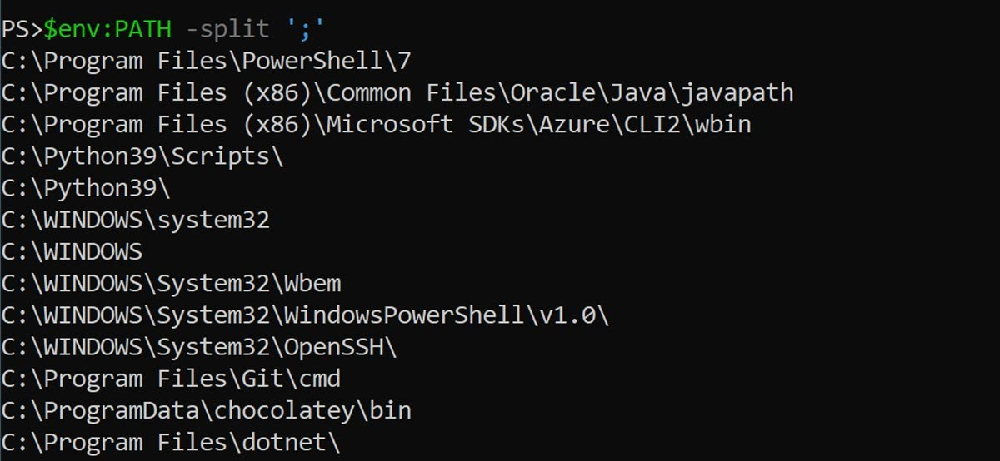 PS>$env:PATH -split ';'
C:\Program Files\PowerShell\7
C:\Program Files (x86)\Common Files\Oracle\Java\javapath
C:\Program Files (x86)\Microsoft SDKs\Azure\CLI2\wbin
C:\Python39\Scripts\
C:\Python39\
C:\WINDOWS\system32
C:\WINDOWS
C:\WINDOWS\System32\Wbem
C:\WINDOWS\System32\WindowsPowerShell\v1.0\
C:\WINDOWS\System32\OpenSSH\
C:\Program Files\Git\cmd
C:\ProgramData\chocolatey\bin
C:\Program Files\dotnet\